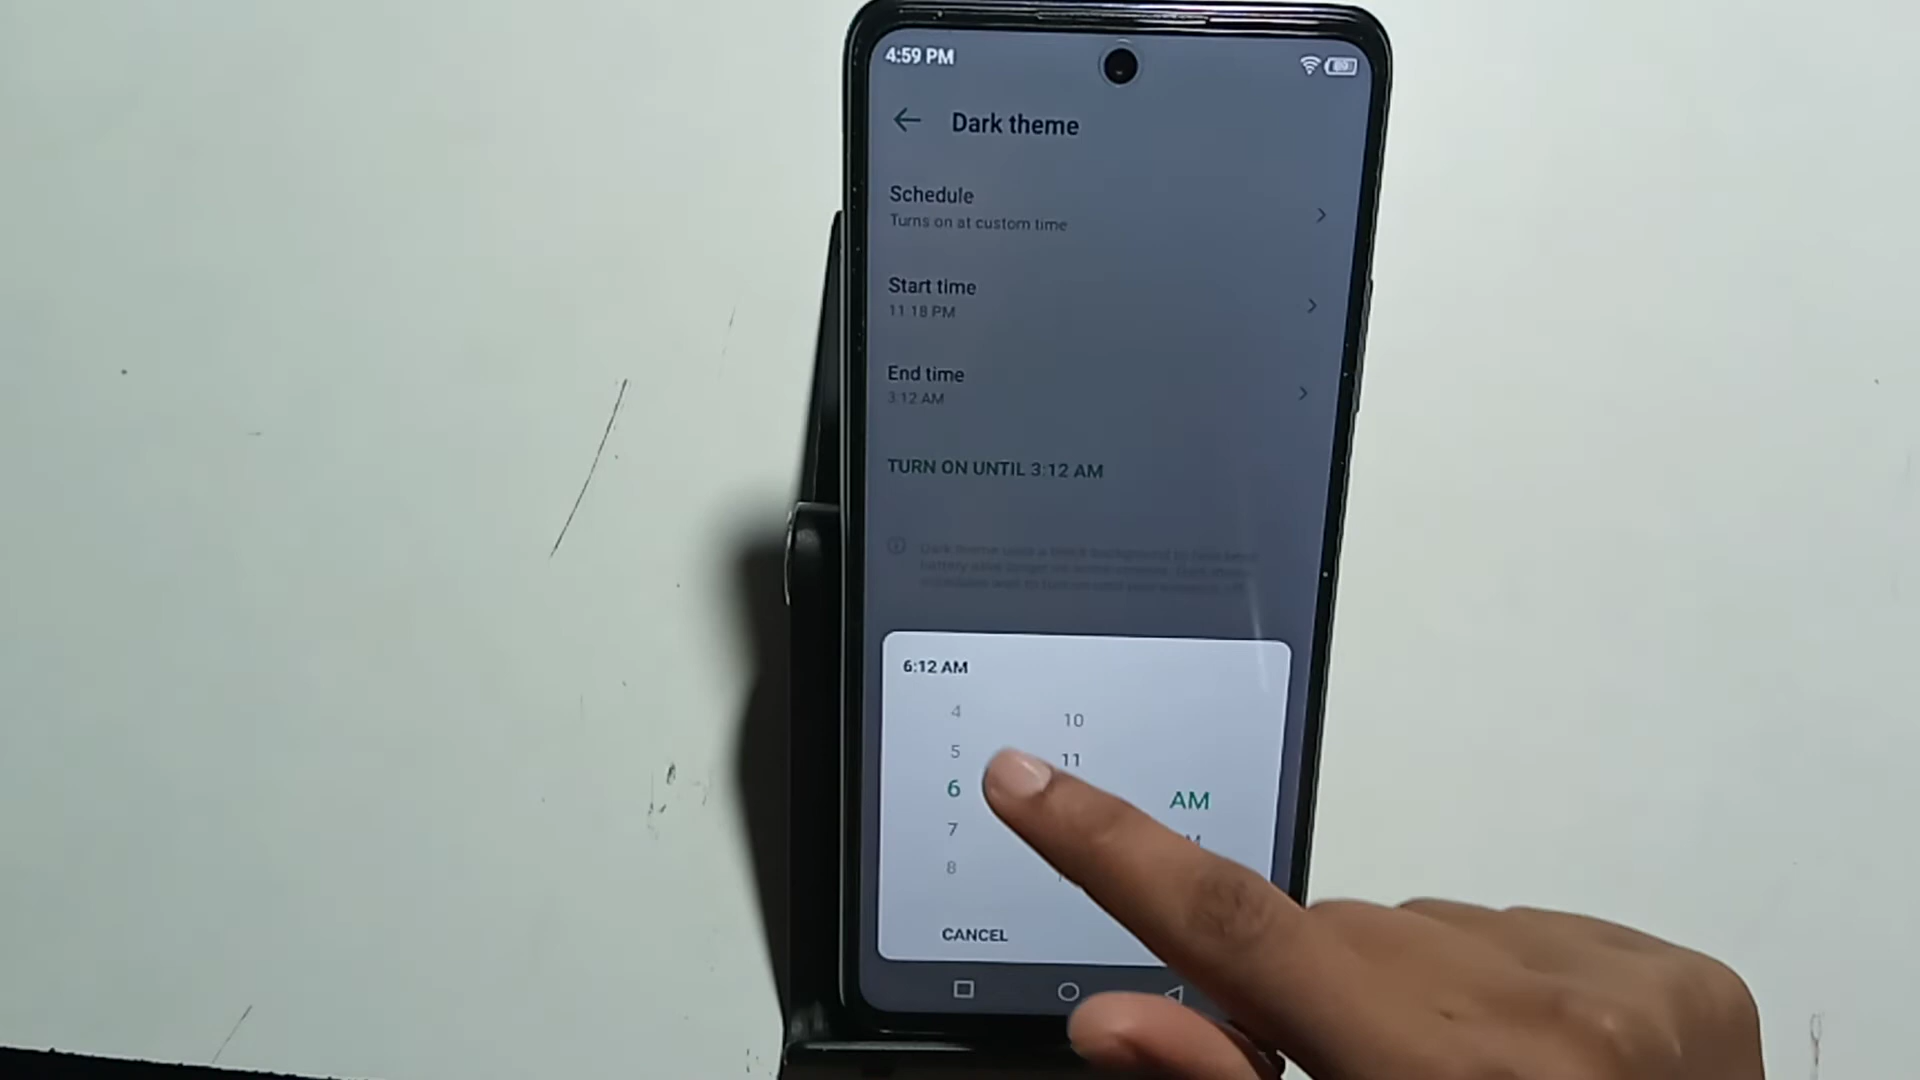 4:59 PM
89
Dark theme
Schedule
Turns on at custom time
Start time
11:18 PM
End time
3:12 AM
TURN ON UNTIL 3:12 AM
6:12 AM
4
10
5
11
6
AM
7
8
CANCEL